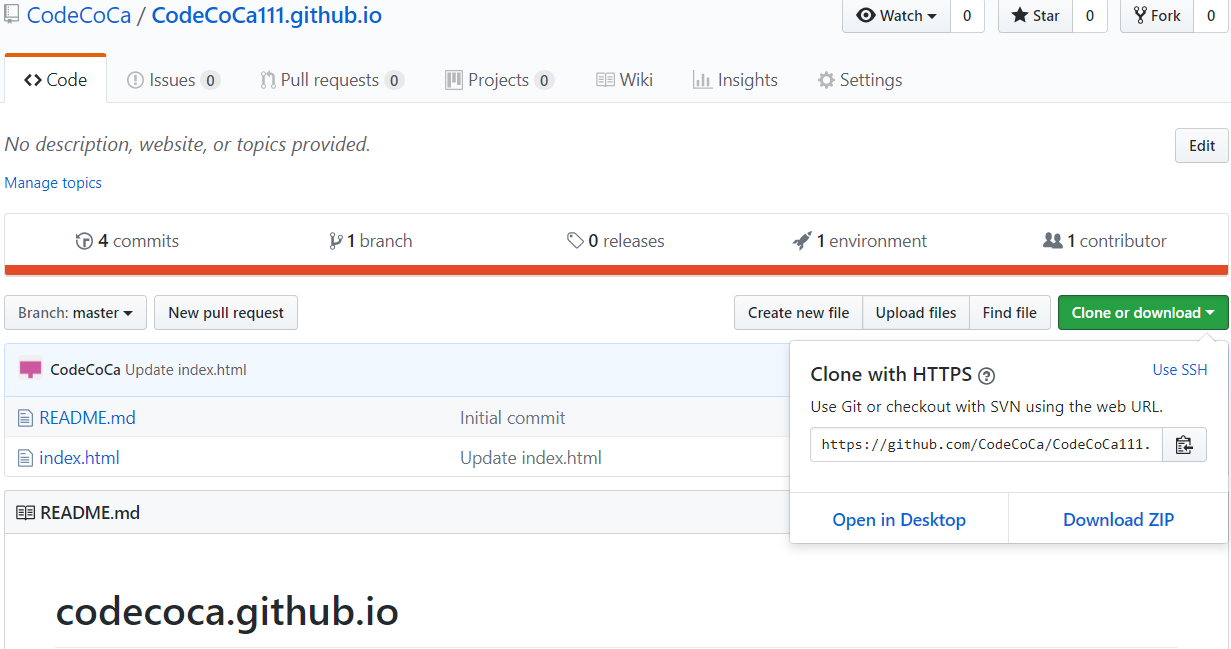 CodeCoCa / CodeCoCa111.github.io
Watch 0 Star 0 Fork 0
Code Issues 0 Pull requests 0 Projects 0 Wiki Insights Settings
No description, website, or topics provided.
Edit
Manage topics
4 commits 1 branch 0 releases 1 environment 1 contributor
Branch: master New pull request Create new file Upload files Find file Clone or download
CodeCoCa Update index.html
README.md Initial commit
index.html Update index.html
Clone with HTTPS ? Use SSH
Use Git or checkout with SVN using the web URL.
https://github.com/CodeCoCa/CodeCoCa111.
Open in Desktop Download ZIP
README.md
codecoca.github.io